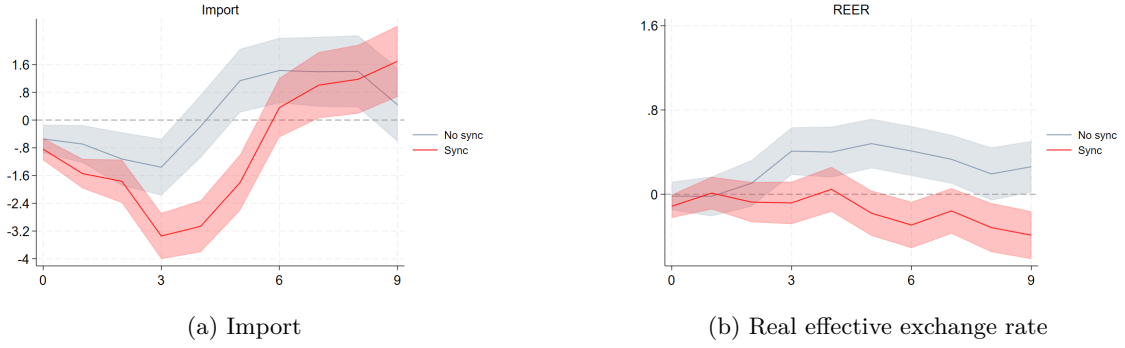 Import
1.6
.8
0
-.8
-1.6
-2.4
-3.2
-4
0 3 6 9
No sync
Sync
(a) Import
REER
1.6
.8
0
0 3 6 9
No sync
Sync
(b) Real effective exchange rate